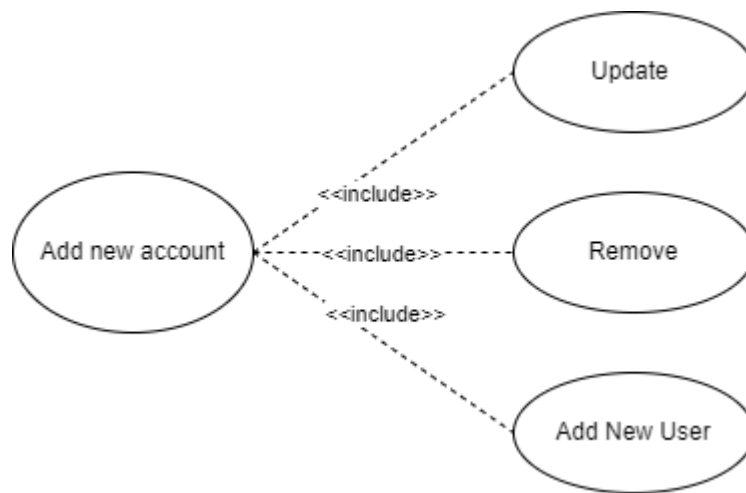 Update
<<include>>
Add new account
<<include>>
Remove
<<include>>
Add New User